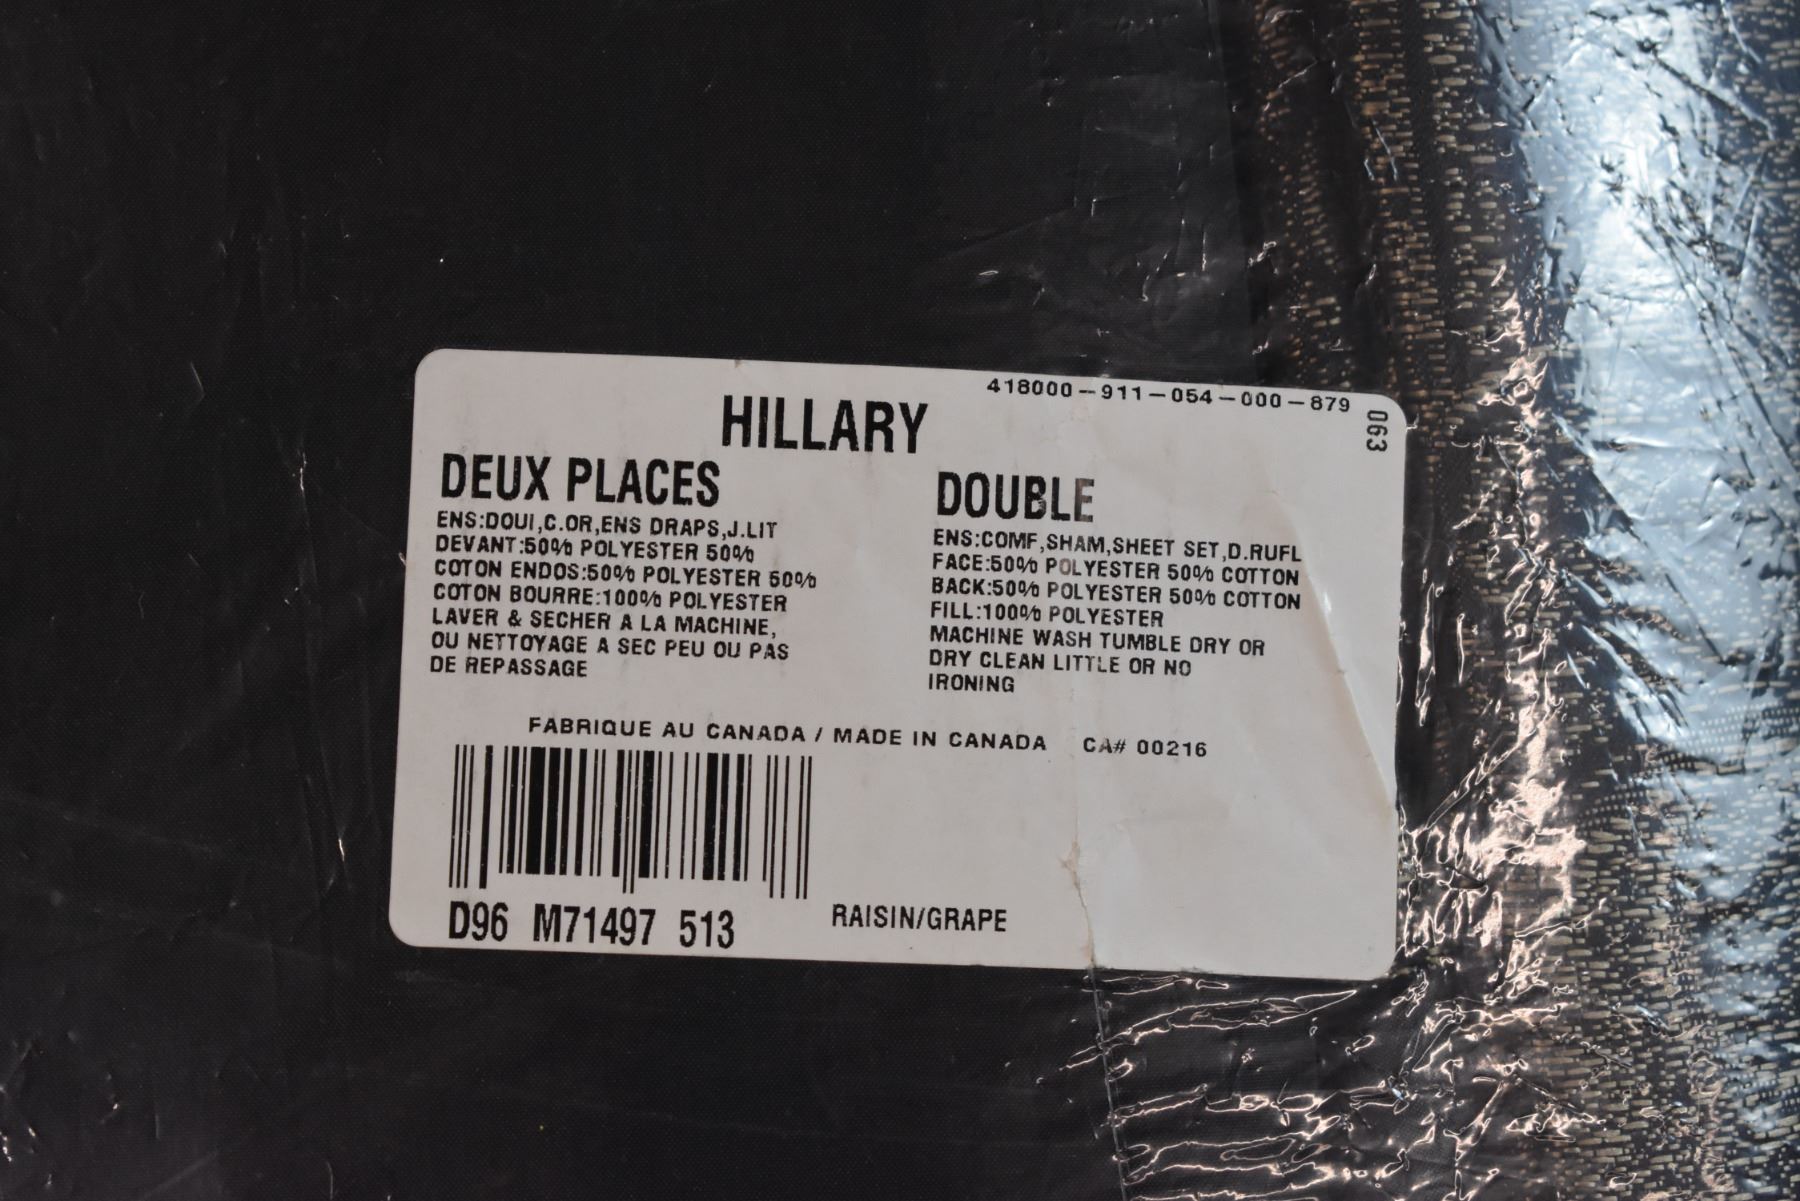 418000-911-054-000-879
063
HILLARY
DEUX PLACES
ENS:DOUI,C.OR,ENS DRAPS,J.LIT
DEVANT:50% POLYESTER 50%
COTON ENDOS:50% POLYESTER 50%
COTON BOURRE:100% POLYESTER
LAVER & SECHER A LA MACHINE,
OU NETTOYAGE A SEC PEU OU PAS
DE REPASSAGE
DOUBLE
ENS:COMF,SHAM,SHEET SET,D.RUFL
FACE:50% POLYESTER 50% COTTON
BACK:50% POLYESTER 50% COTTON
FILL:100% POLYESTER
MACHINE WASH TUMBLE DRY OR
DRY CLEAN LITTLE OR NO
IRONING
FABRIQUE AU CANADA / MADE IN CANADA CA# 00216
D96 M71497 513
RAISIN/GRAPE